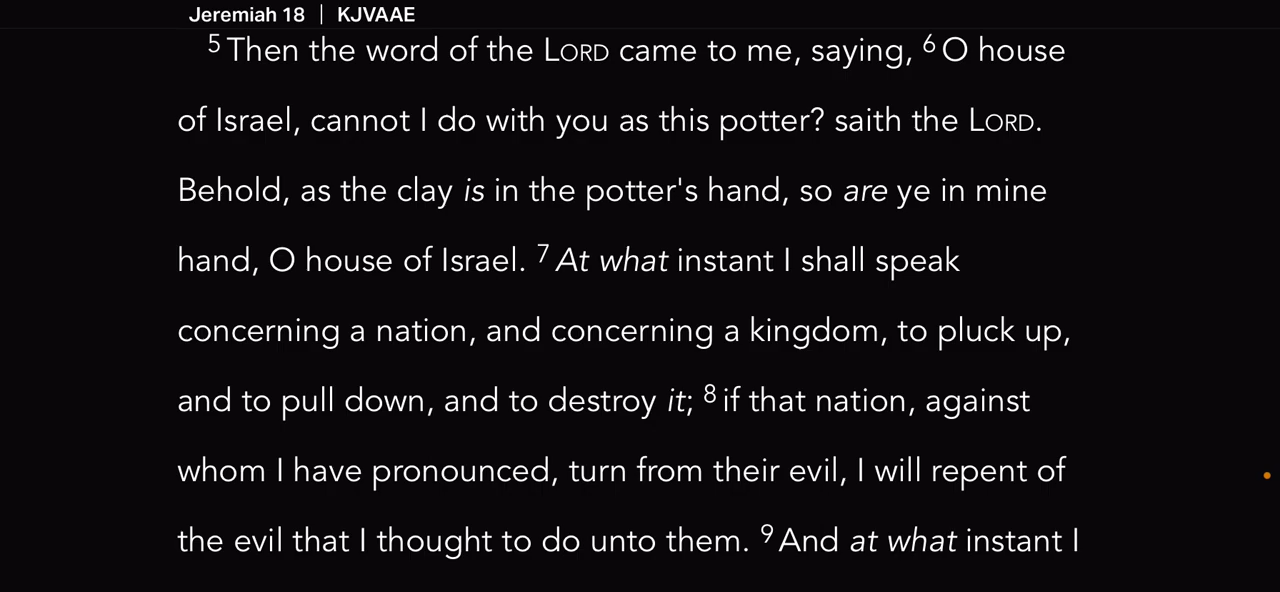 Jeremiah 18 | KJVAAE
5 Then the word of the LORD came to me, saying, 6 O house
of Israel, cannot I do with you as this potter? saith the LORD.
Behold, as the clay is in the potter's hand, so are ye in mine
hand, O house of Israel. 7 At what instant I shall speak
concerning a nation, and concerning a kingdom, to pluck up,
and to pull down, and to destroy it; 8 if that nation, against
whom I have pronounced, turn from their evil, I will repent of
the evil that I thought to do unto them. 9 And at what instant I